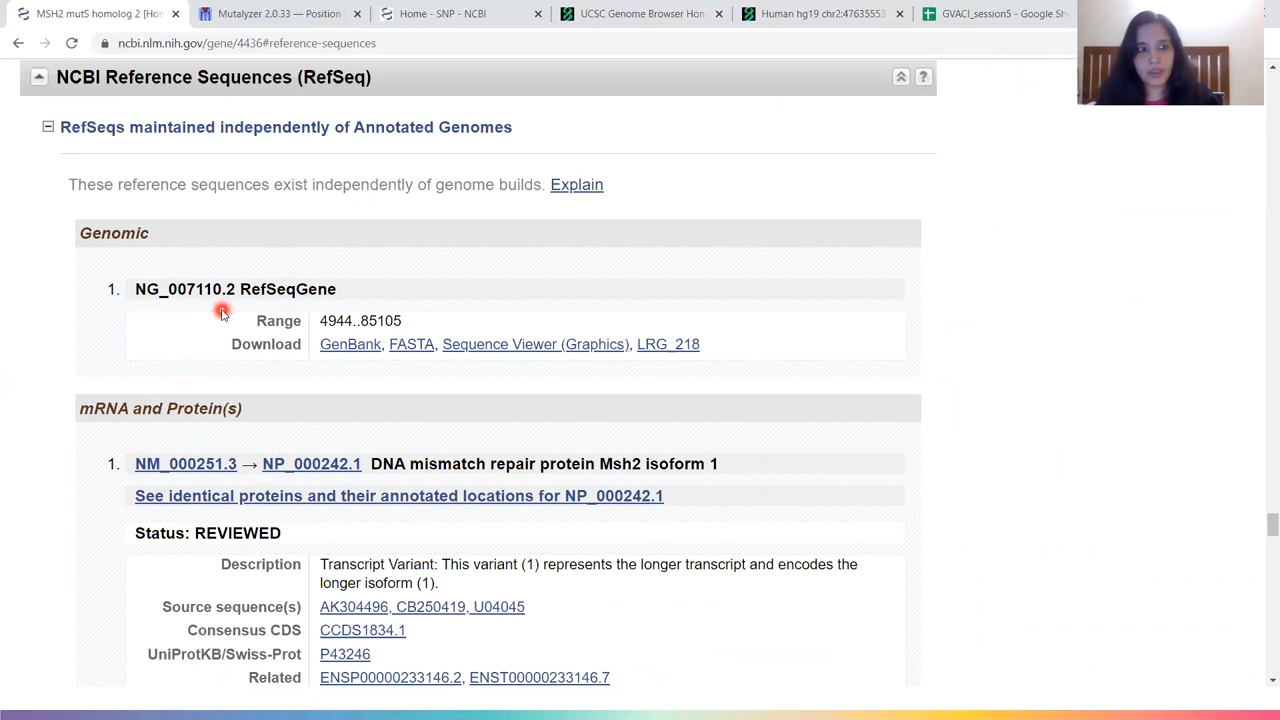 MSH2 mutS homolog 2 [Hom
Mutalyzer 2.0.33 — Position
Home - SNP - NCBI
UCSC Genome Browser Hom
Human hg19 chr2:47635553
GVACI_session5 - Google She
ncbi.nlm.nih.gov/gene/4436#reference-sequences
NCBI Reference Sequences (RefSeq)
?
RefSeqs maintained independently of Annotated Genomes
These reference sequences exist independently of genome builds. Explain
Genomic
1. NG_007110.2 RefSeqGene
Range 4944..85105
Download GenBank, FASTA, Sequence Viewer (Graphics), LRG_218
mRNA and Protein(s)
1. NM_000251.3 → NP_000242.1 DNA mismatch repair protein Msh2 isoform 1
See identical proteins and their annotated locations for NP_000242.1
Status: REVIEWED
Description Transcript Variant: This variant (1) represents the longer transcript and encodes the
longer isoform (1).
Source sequence(s) AK304496, CB250419, U04045
Consensus CDS CCDS1834.1
UniProtKB/Swiss-Prot P43246
Related ENSP00000233146.2, ENST00000233146.7